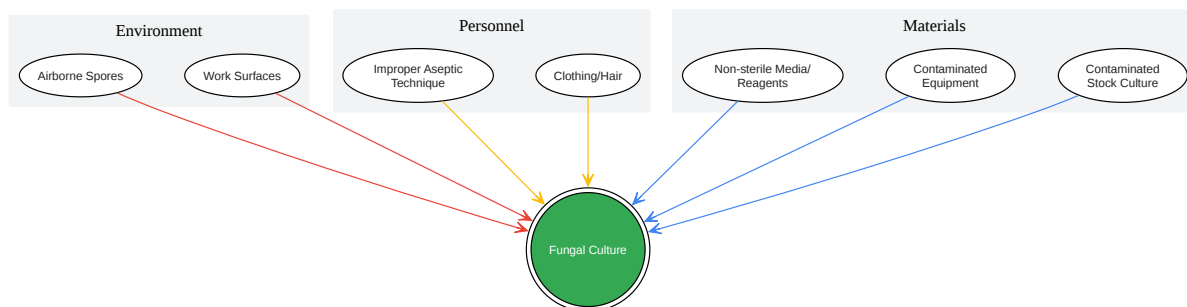 Environment
Personnel
Materials
Airborne Spores
Work Surfaces
Improper Aseptic
Technique
Clothing/Hair
Non-sterile Media/
Reagents
Contaminated
Equipment
Contaminated
Stock Culture
Fungal Culture